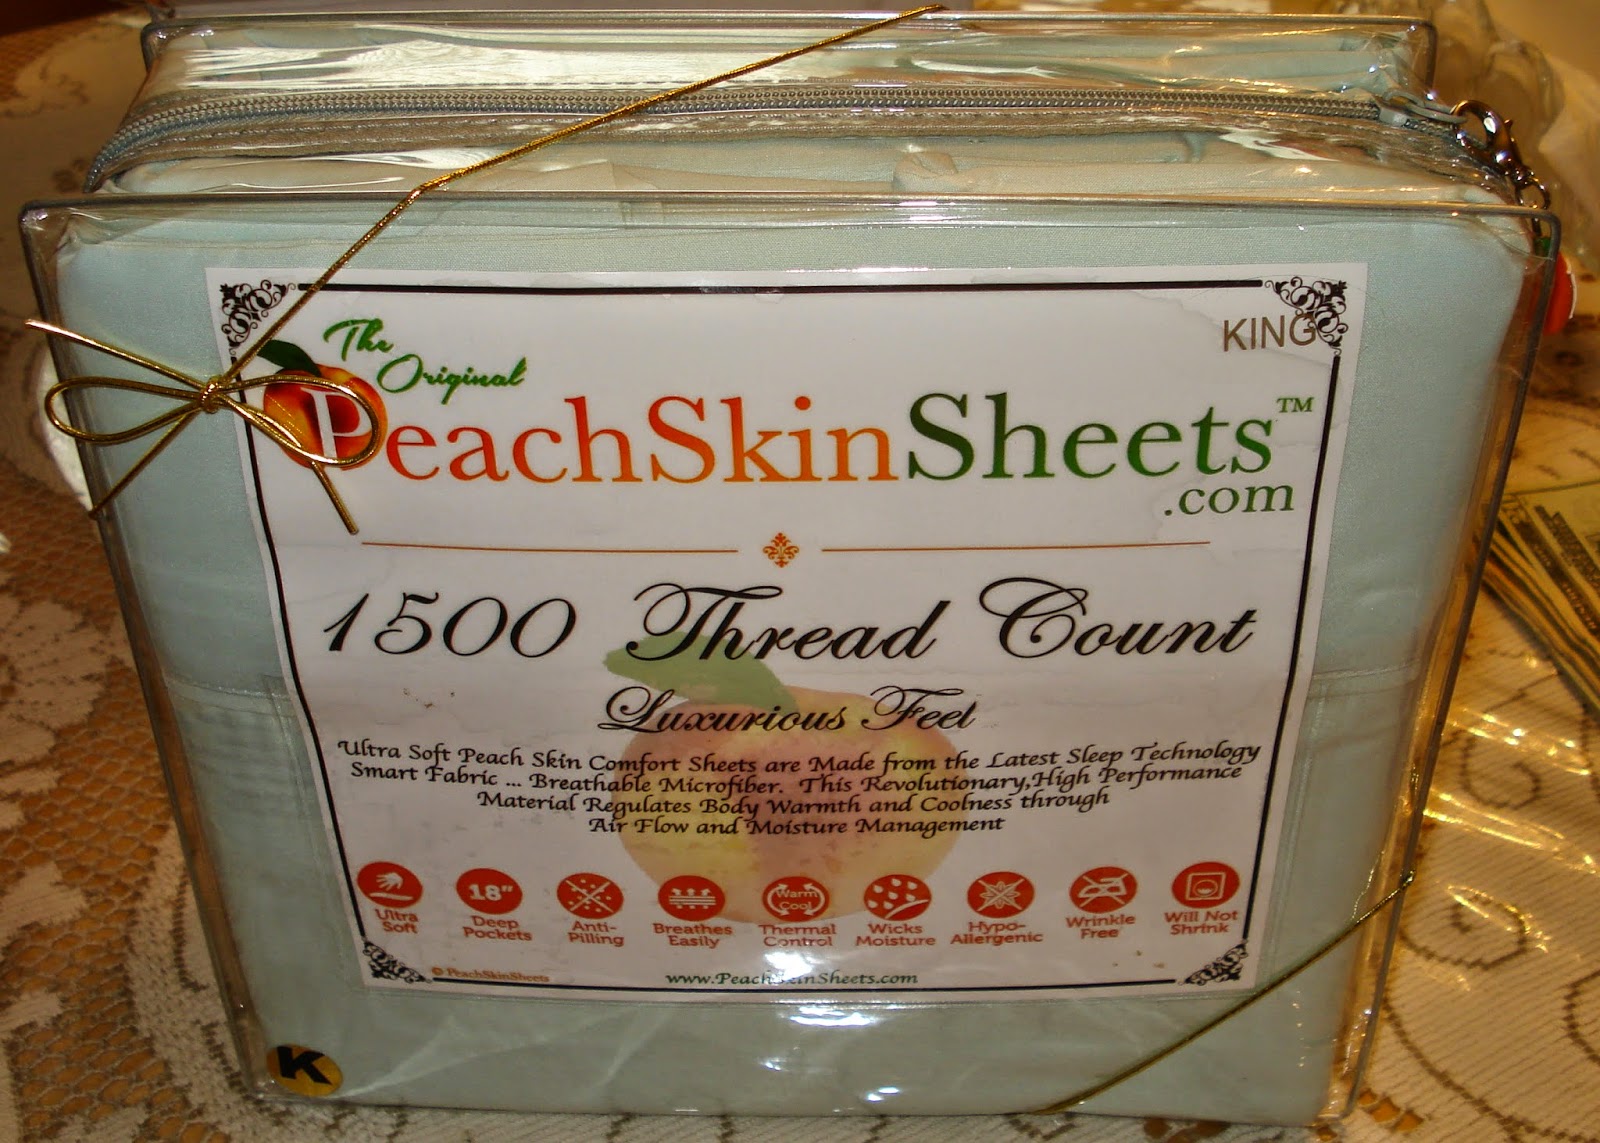 KING
The
Original
PeachSkinSheets™
.com
1500 Thread Count
Luxurious Feel
Ultra Soft Peach Skin Comfort Sheets are Made from the Latest Sleep Technology
Smart Fabric ... Breathable Microfiber. This Revolutionary,High Performance
Material Regulates Body Warmth and Coolness through
Air Flow and Moisture Management
Ultra
Soft
18"
Deep
Pockets
Anti-
Pilling
Breathes
Easily
Warm
Cool
Thermal
Control
Wicks
Moisture
Hypo-
Allergenic
Wrinkle
Free
Will Not
Shrink
© PeachSkinSheets
www.PeachSkinSheets.com
K